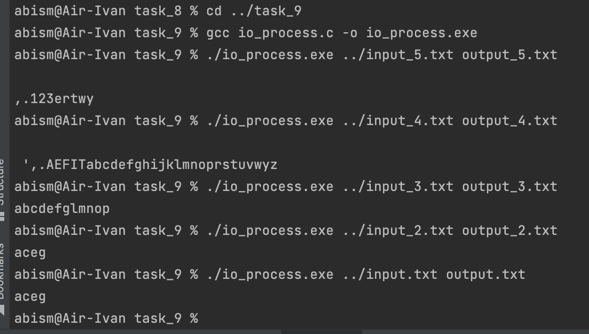 abism@Air-Ivan task_8 % cd ../task_9
abism@Air-Ivan task_9 % gcc io_process.c -o io_process.exe
abism@Air-Ivan task_9 % ./io_process.exe ../input_5.txt output_5.txt
,.123ertwy
abism@Air-Ivan task_9 % ./io_process.exe ../input_4.txt output_4.txt
',.AEFITabcdefghijklmnoprstuvwyz
abism@Air-Ivan task_9 % ./io_process.exe ../input_3.txt output_3.txt
abcdefglmnop
abism@Air-Ivan task_9 % ./io_process.exe ../input_2.txt output_2.txt
aceg
abism@Air-Ivan task_9 % ./io_process.exe ../input.txt output.txt
aceg
abism@Air-Ivan task_9 %